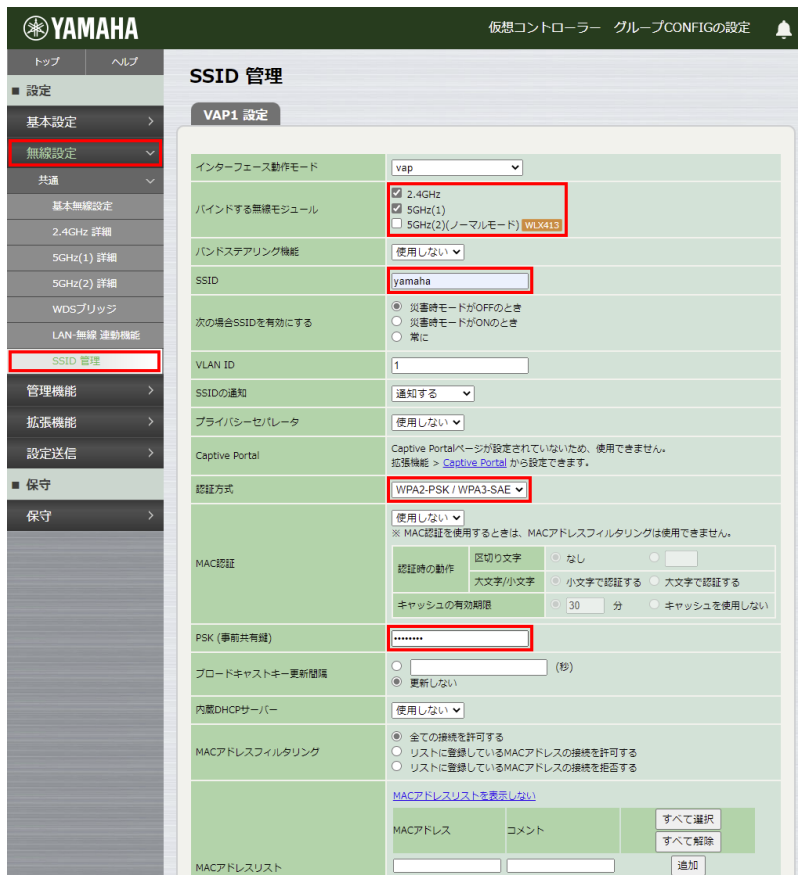 YAMAHA
仮想コントローラー グループCONFIGの設定
トップ ヘルプ
■ 設定
基本設定
無線設定
共通
基本無線設定
2.4GHz 詳細
5GHz(1) 詳細
5GHz(2) 詳細
WDSブリッジ
LAN-無線 連動機能
SSID 管理
管理機能
拡張機能
設定送信
■ 保守
保守
SSID 管理
VAP1 設定
インターフェース動作モード vap
バインドする無線モジュール
2.4GHz
5GHz(1)
5GHz(2)(ノーマルモード) WLX413
バンドステアリング機能 使用しない
SSID yamaha
次の場合SSIDを有効にする
災害時モードがOFFのとき
災害時モードがONのとき
常に
VLAN ID 1
SSIDの通知 通知する
プライバシーセパレータ 使用しない
Captive Portal
Captive Portalページが設定されていないため、使用できません。
拡張機能 > Captive Portal から設定できます。
認証方式 WPA2-PSK / WPA3-SAE
MAC認証
使用しない
※ MAC認証を使用するときは、MACアドレスフィルタリングは使用できません。
認証時の動作
区切り文字 なし
大文字/小文字 小文字で認証する 大文字で認証する
キャッシュの有効期限 30 分 キャッシュを使用しない
PSK (事前共有鍵) ••••••••
ブロードキャストキー更新間隔
(秒)
更新しない
内蔵DHCPサーバー 使用しない
MACアドレスフィルタリング
全ての接続を許可する
リストに登録しているMACアドレスの接続を許可する
リストに登録しているMACアドレスの接続を拒否する
MACアドレスリスト
MACアドレスリストを表示しない
MACアドレス コメント
すべて選択
すべて解除
追加